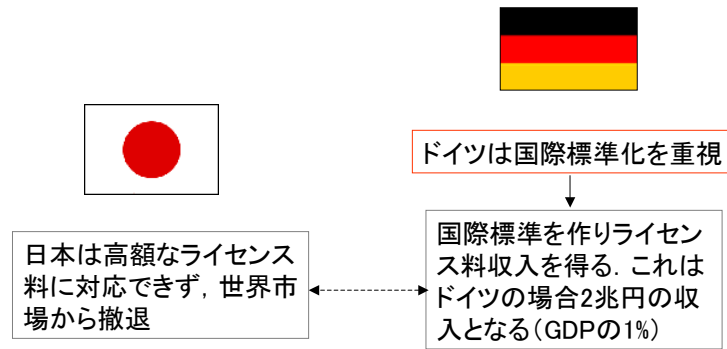 ドイツは国際標準化を重視
日本は高額なライセンス
料に対応できず，世界市
場から撤退
国際標準を作りライセン
ス料収入を得る．これは
ドイツの場合2兆円の収
入となる（GDPの1%）